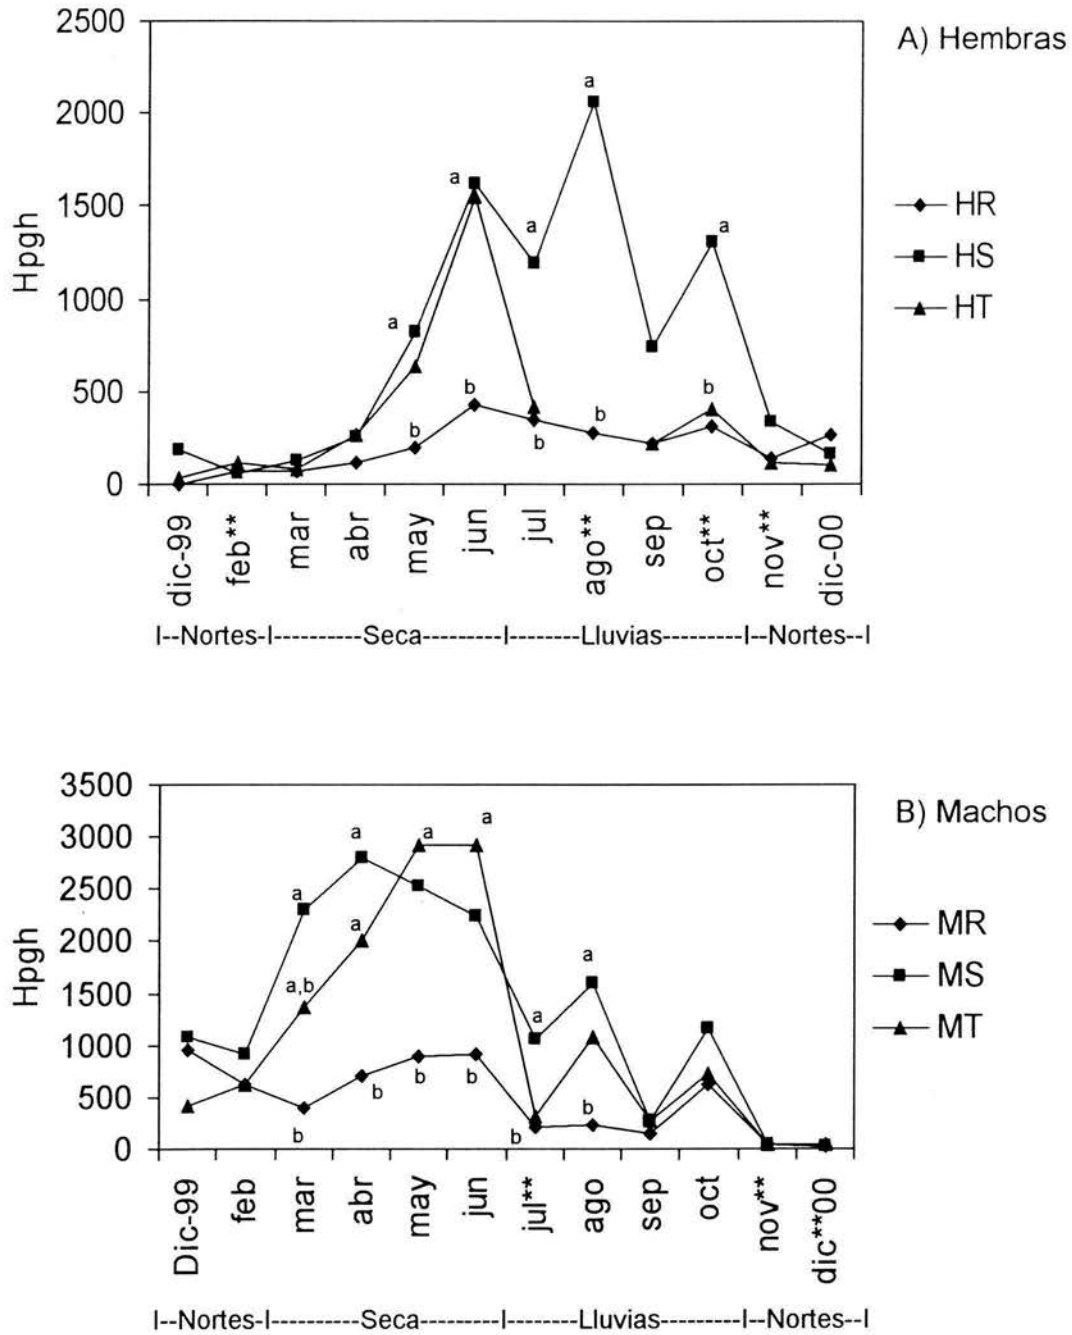 A) Hembras
2500
2000
1500
1000
500
0
Hpgh
a
a
a
a
a
b
b
b
b
b
HR
HS
HT
dic-99
feb**
mar
abr
may
jun
jul
ago**
sep
oct**
nov**
dic-00
I--Nortes-I---------Seca--------I-------Lluvias---------I--Nortes--I
B) Machos
3500
3000
2500
2000
1500
1000
500
0
Hpgh
a
a
a
a
a
a,b
a
a
b
b
b
b
b
b
MR
MS
MT
Dic-99
feb
mar
abr
may
jun
jul**
ago
sep
oct
nov**
dic**00
I--Nortes-I---------Seca--------I-------Lluvias--------I--Nortes--I